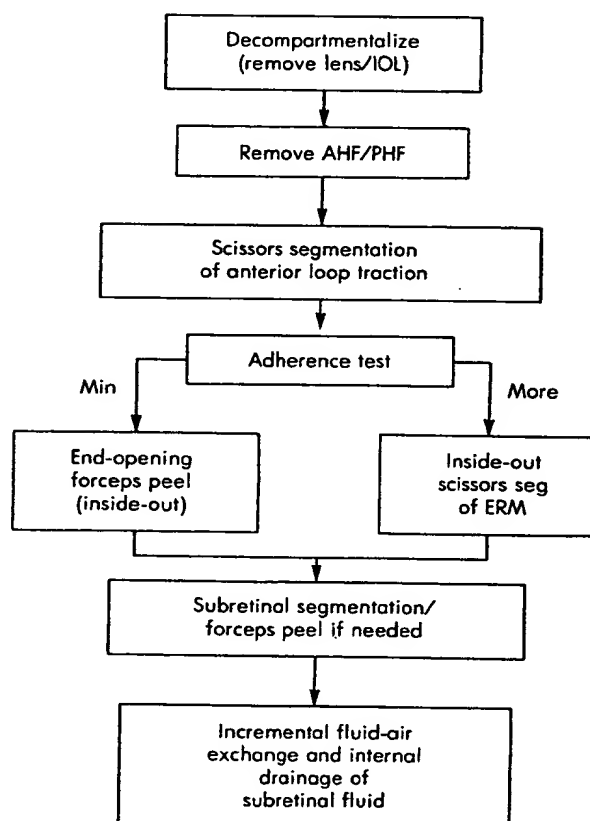 Decompartmentalize
(remove lens/IOL)
Remove AHF/PHF
Scissors segmentation
of anterior loop traction
Adherence test
Min
More
End-opening
forceps peel
(inside-out)
Inside-out
scissors seg
of ERM
Subretinal segmentation/
forceps peel if needed
Incremental fluid-air
exchange and internal
drainage of
subretinal fluid